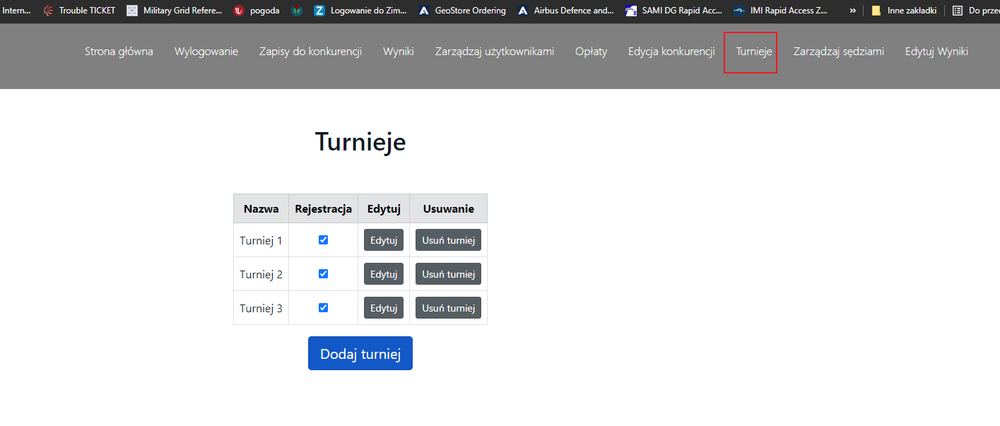 Intern... Trouble TICKET Military Grid Refere... pogoda Logowanie do Zim... GeoStore Ordering Airbus Defence and... SAMI DG Rapid Acc... IMI Rapid Access Z... » Inne zakładki Do przec
Strona główna Wylogowanie Zapisy do konkurencji Wyniki Zarządzaj użytkownikami Opłaty Edycja konkurencji Turnieje Zarządzaj sędziami Edytuj Wyniki
Turnieje
Nazwa Rejestracja Edytuj Usuwanie
Turniej 1 Edytuj Usuń turniej
Turniej 2 Edytuj Usuń turniej
Turniej 3 Edytuj Usuń turniej
Dodaj turniej